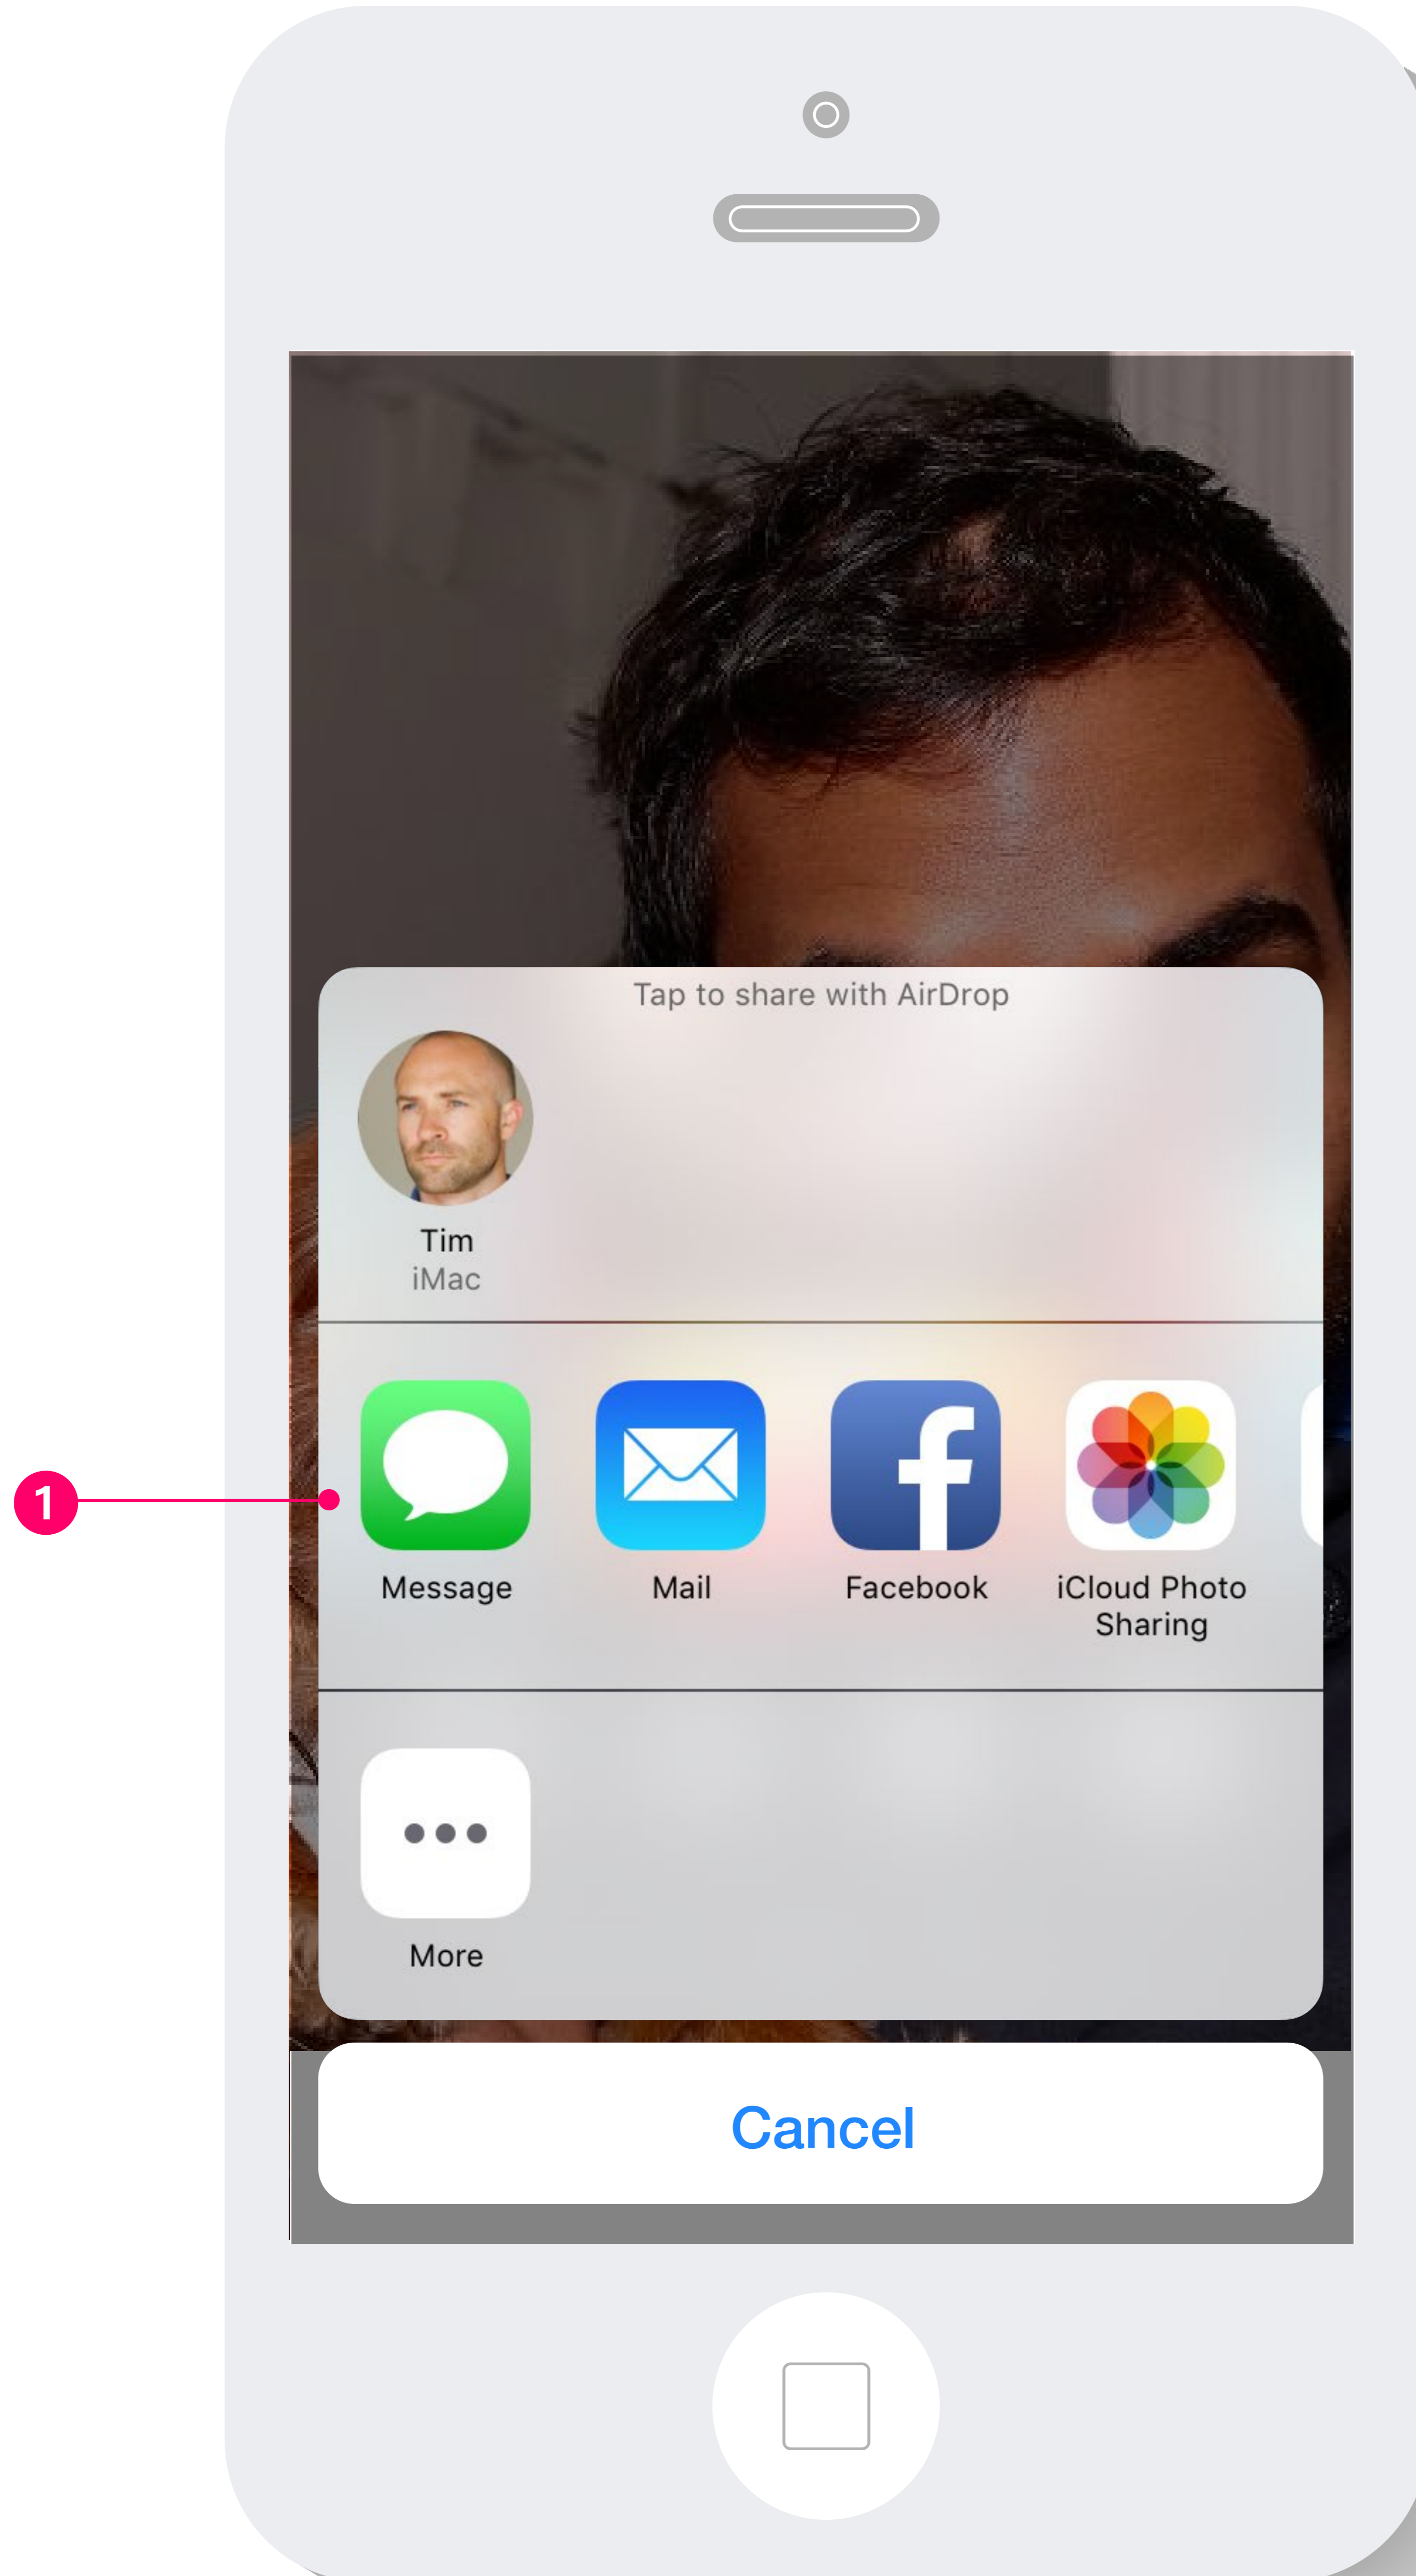 Tap to share with AirDrop
Tim
iMac
1
Message
Mail
Facebook
iCloud Photo
Sharing
More
Cancel